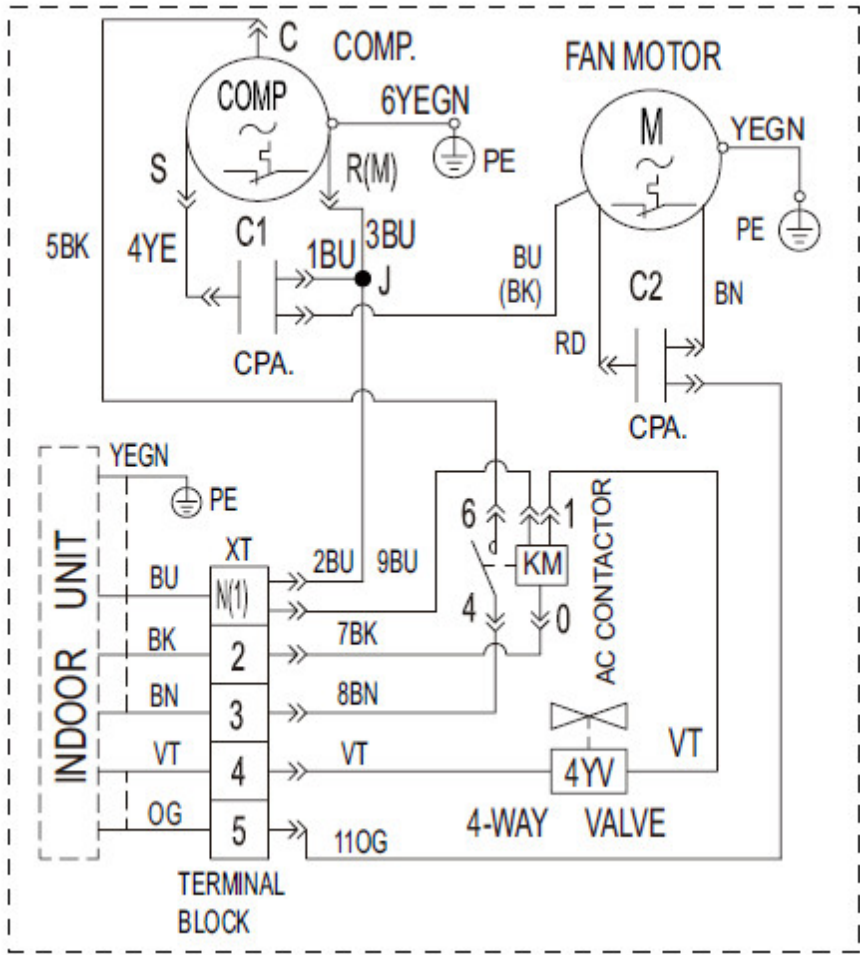 C
COMP.
FAN MOTOR
COMP
6YEGN
M
YEGN
S
R(M)
PE
PE
C1
5BK
4YE
1BU
3BU
J
BU
(BK)
C2
BN
RD
CPA.
CPA.
YEGN
PE
INDOOR UNIT
XT
BU
N(1)
2BU
9BU
6
1
KM
AC CONTACTOR
4
0
BK
2
7BK
BN
3
8BN
VT
4
VT
4YV
VT
OG
5
11OG
4-WAY VALVE
TERMINAL
BLOCK